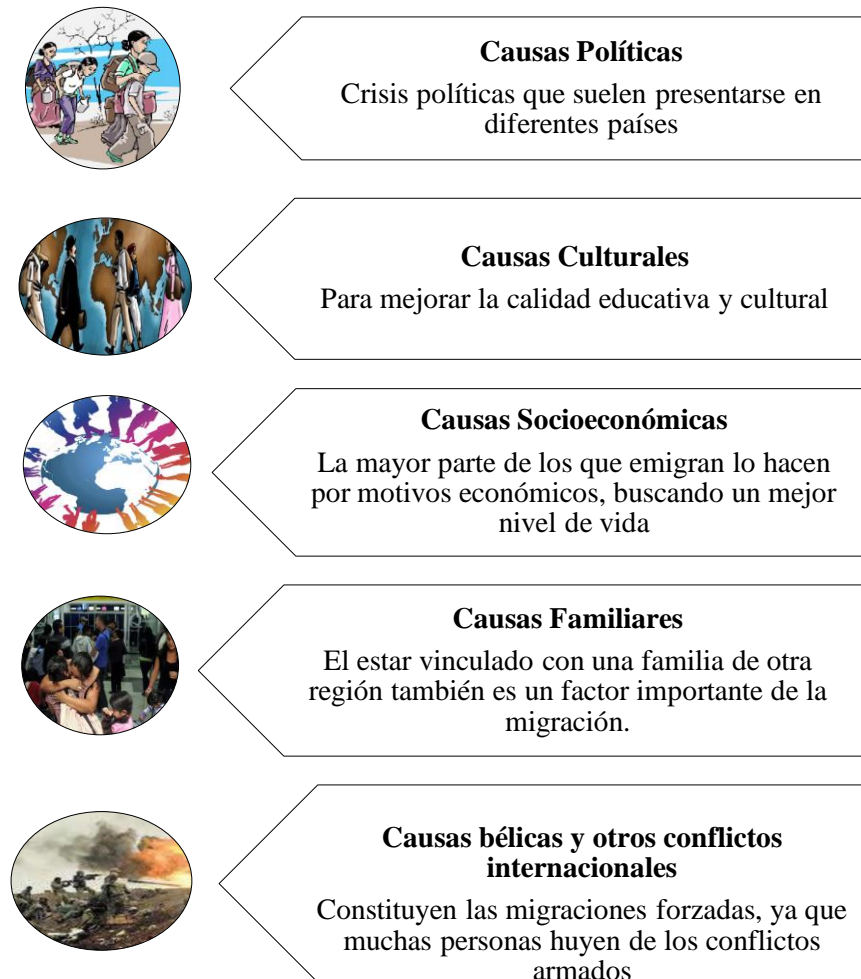 Causas Políticas
Crisis políticas que suelen presentarse en
diferentes países
Causas Culturales
Para mejorar la calidad educativa y cultural
Causas Socioeconómicas
La mayor parte de los que emigran lo hacen
por motivos económicos, buscando un mejor
nivel de vida
Causas Familiares
El estar vinculado con una familia de otra
región también es un factor importante de la
migración.
Causas bélicas y otros conflictos
internacionales
Constituyen las migraciones forzadas, ya que
muchas personas huyen de los conflictos
armados